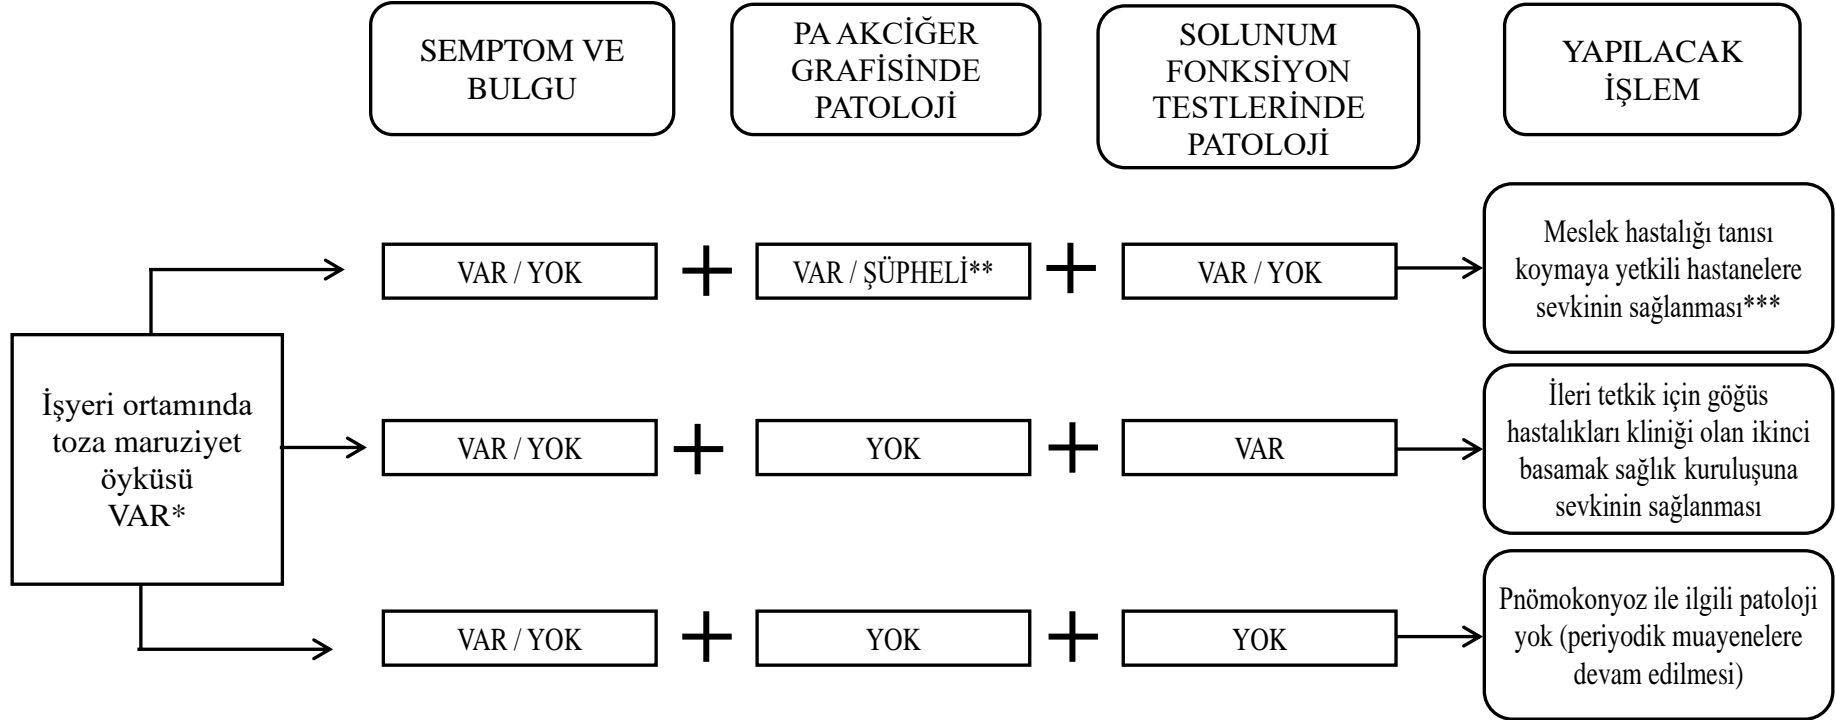 SEMPTOM VE
BULGU
PA AKCİĞER
GRAFİSİNDE
PATOLOJİ
SOLUNUM
FONKSİYON
TESTLERİNDE
PATOLOJİ
YAPILACAK
İŞLEM
İşyeri ortamında
toza maruziyet
öyküsü
VAR*
VAR / YOK
+
VAR / ŞÜPHELİ**
+
VAR / YOK
Meslek hastalığı tanısı
koymaya yetkili hastanelere
sevkinin sağlanması***
VAR / YOK
+
YOK
+
VAR
İleri tetkik için göğüs
hastalıkları kliniği olan ikinci
basamak sağlık kuruluşuna
sevkinin sağlanması
VAR / YOK
+
YOK
+
YOK
Pnömokonyoz ile ilgili patoloji
yok (periyodik muayenelere
devam edilmesi)